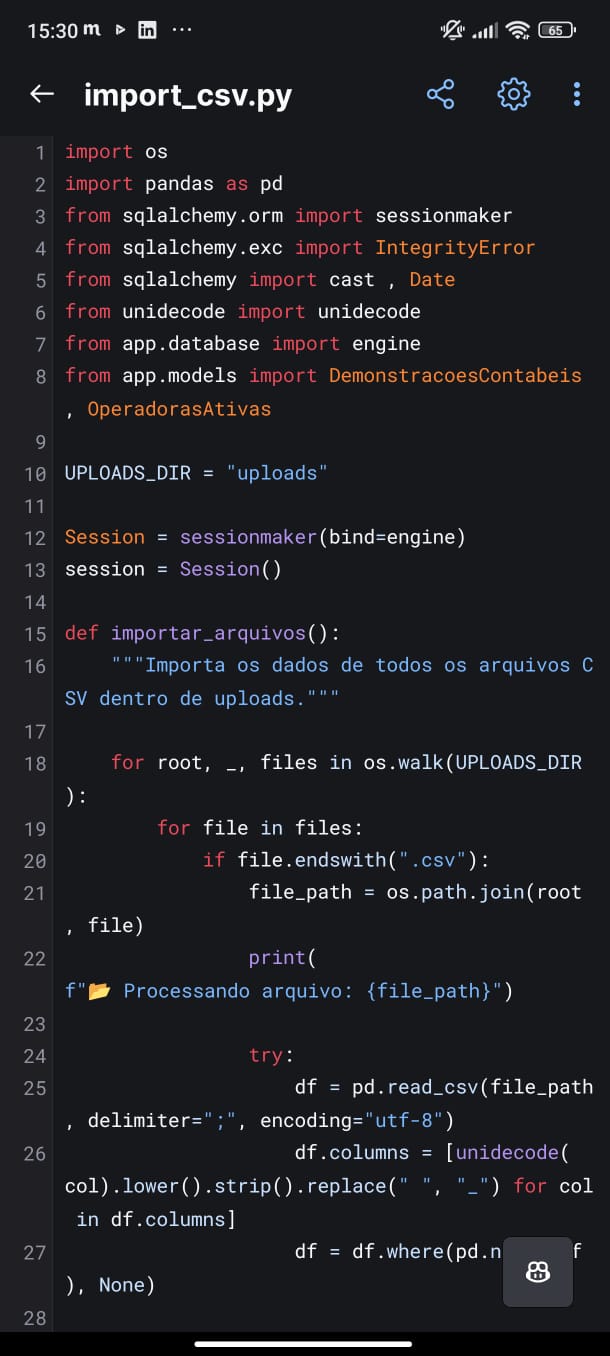 15:30 m in ...
65
import_csv.py
1 import os
2 import pandas as pd
3 from sqlalchemy.orm import sessionmaker
4 from sqlalchemy.exc import IntegrityError
5 from sqlalchemy import cast , Date
6 from unidecode import unidecode
7 from app.database import engine
8 from app.models import DemonstracoesContabeis
, OperadorasAtivas
9
10 UPLOADS_DIR = "uploads"
11
12 Session = sessionmaker(bind=engine)
13 session = Session()
14
15 def importar_arquivos():
16     """Importa os dados de todos os arquivos C
SV dentro de uploads."""
17
18     for root, _, files in os.walk(UPLOADS_DIR
):
19         for file in files:
20             if file.endswith(".csv"):
21                 file_path = os.path.join(root
, file)
22                 print(
f"📂 Processando arquivo: {file_path}")
23
24                 try:
25                     df = pd.read_csv(file_path
, delimiter=";", encoding="utf-8")
26                     df.columns = [unidecode(
col).lower().strip().replace(" ", "_") for col
 in df.columns]
27                     df = df.where(pd.n f
), None)
28